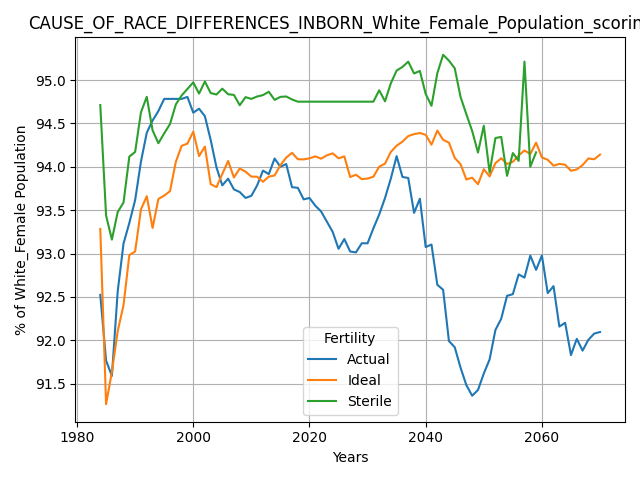 CAUSE_OF_RACE_DIFFERENCES_INBORN_White_Female_Population_scorin
% of White_Female Population
95.0
94.5
94.0
93.5
93.0
92.5
92.0
91.5
1980
2000
2020
2040
2060
Years
Fertility
Actual
Ideal
Sterile